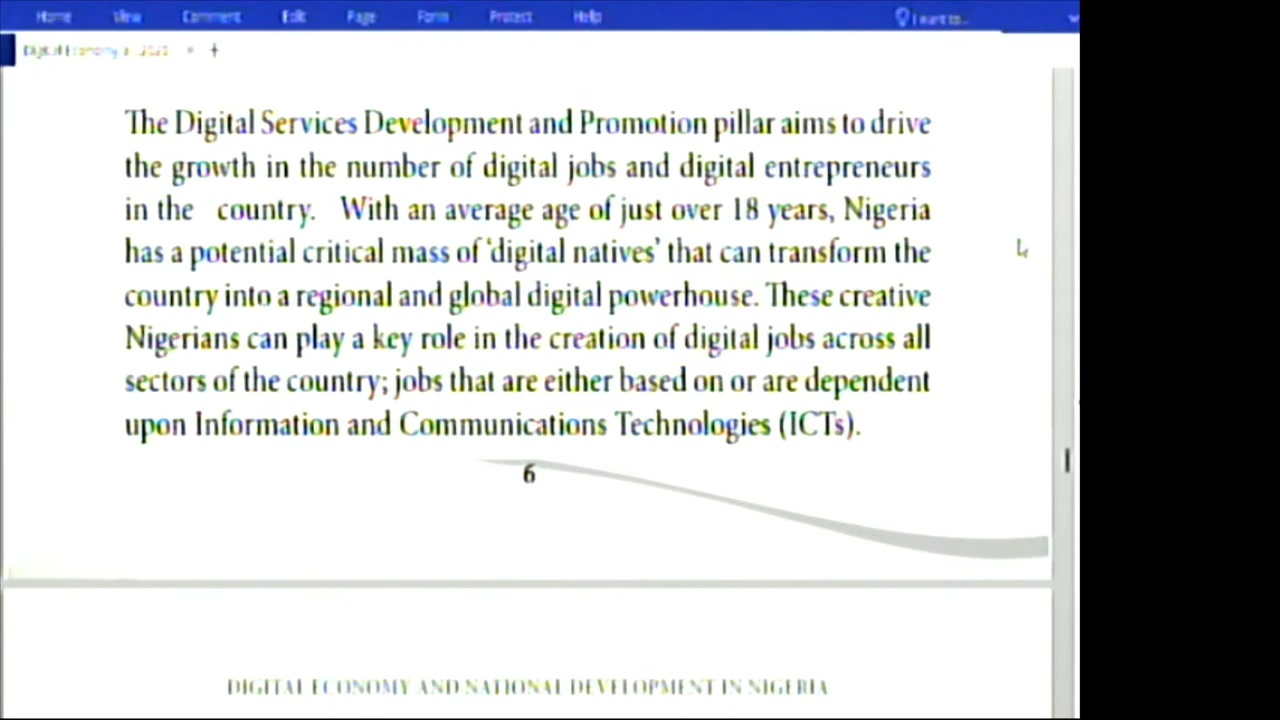 Home View Comment Edit Page Form Protect Help I want to...
Digital Economy a ..2020 × +
The Digital Services Development and Promotion pillar aims to drive
the growth in the number of digital jobs and digital entrepreneurs
in the country. With an average age of just over 18 years, Nigeria
has a potential critical mass of ‘digital natives’ that can transform the
country into a regional and global digital powerhouse. These creative
Nigerians can play a key role in the creation of digital jobs across all
sectors of the country; jobs that are either based on or are dependent
upon Information and Communications Technologies (ICTs).
6
DIGITAL ECONOMY AND NATIONAL DEVELOPMENT IN NIGERIA